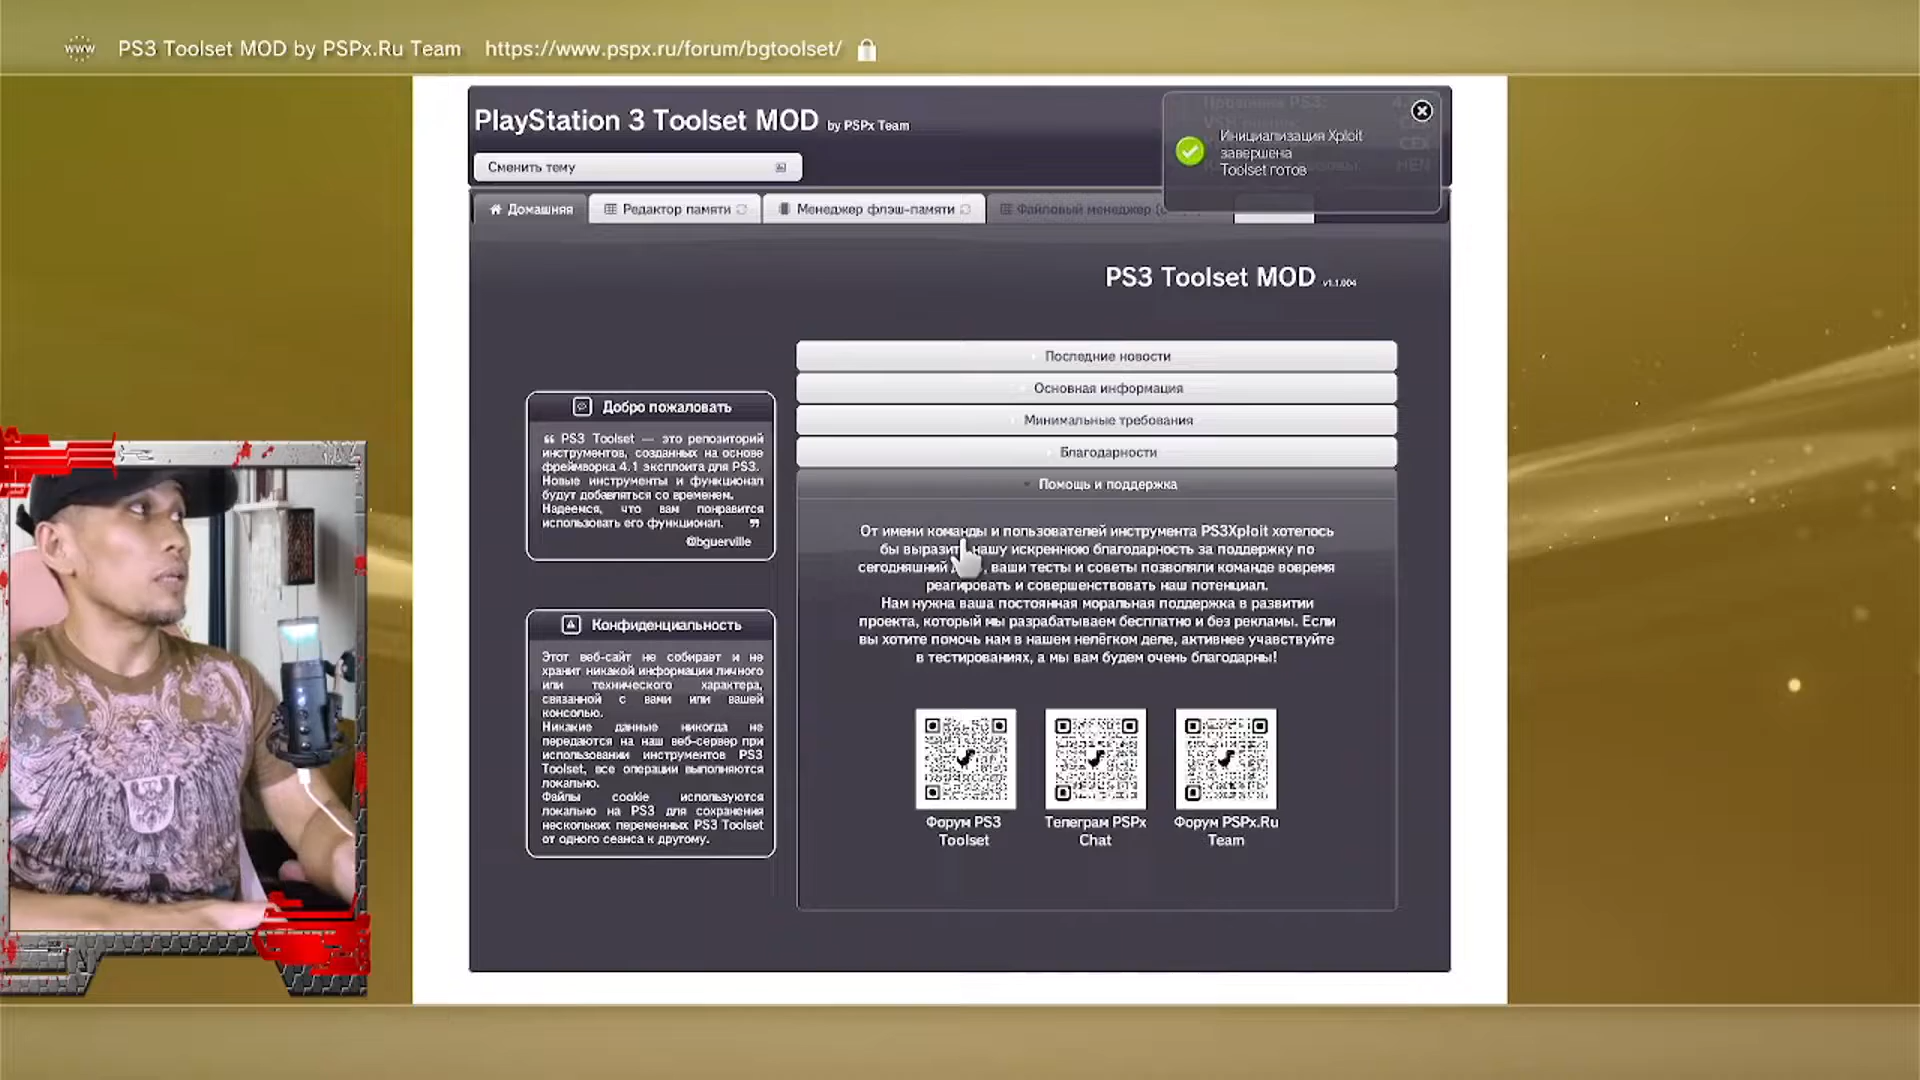 PS3 Toolset MOD by PSPx.Ru Team https://www.pspx.ru/forum/bgtoolset/
PlayStation 3 Toolset MOD by PSPx Team
Сменить тему
Инициализация Xploit
завершена
Toolset готов
CEX
HEN
Домашняя
Редактор памяти
Менеджер флэш-памяти
Файловый менеджер
PS3 Toolset MOD v1.1.004
Последние новости
Основная информация
Минимальные требования
Благодарности
Помощь и поддержка
Добро пожаловать
❝ PS3 Toolset — это репозиторий
инструментов, созданных на основе
фреймворка 4.1 эксплоита для PS3.
Новые инструменты и функционал
будут добавляться со временем.
Надеемся, что вам понравится
использовать его функционал. ❞
@bguerville
Конфиденциальность
Этот веб-сайт не собирает и не
хранит никакой информации личного
или технического характера,
связанной с вами или вашей
консолью.
Никакие данные никогда не
передаются на наш веб-сервер при
использовании инструментов PS3
Toolset, все операции выполняются
локально.
Файлы cookie используются
локально на PS3 для сохранения
нескольких переменных PS3 Toolset
от одного сеанса к другому.
От имени команды и пользователей инструмента PS3Xploit хотелось
бы выразить нашу искреннюю благодарность за поддержку по
сегодняшний , ваши тесты и советы позволяли команде вовремя
реагировать и совершенствовать наш потенциал.
Нам нужна ваша постоянная моральная поддержка в развитии
проекта, который мы разрабатываем бесплатно и без рекламы. Если
вы хотите помочь нам в нашем нелёгком деле, активнее учавствуйте
в тестированиях, а мы вам будем очень благодарны!
Форум PS3
Toolset
Телеграм PSPx
Chat
Форум PSPx.Ru
Team